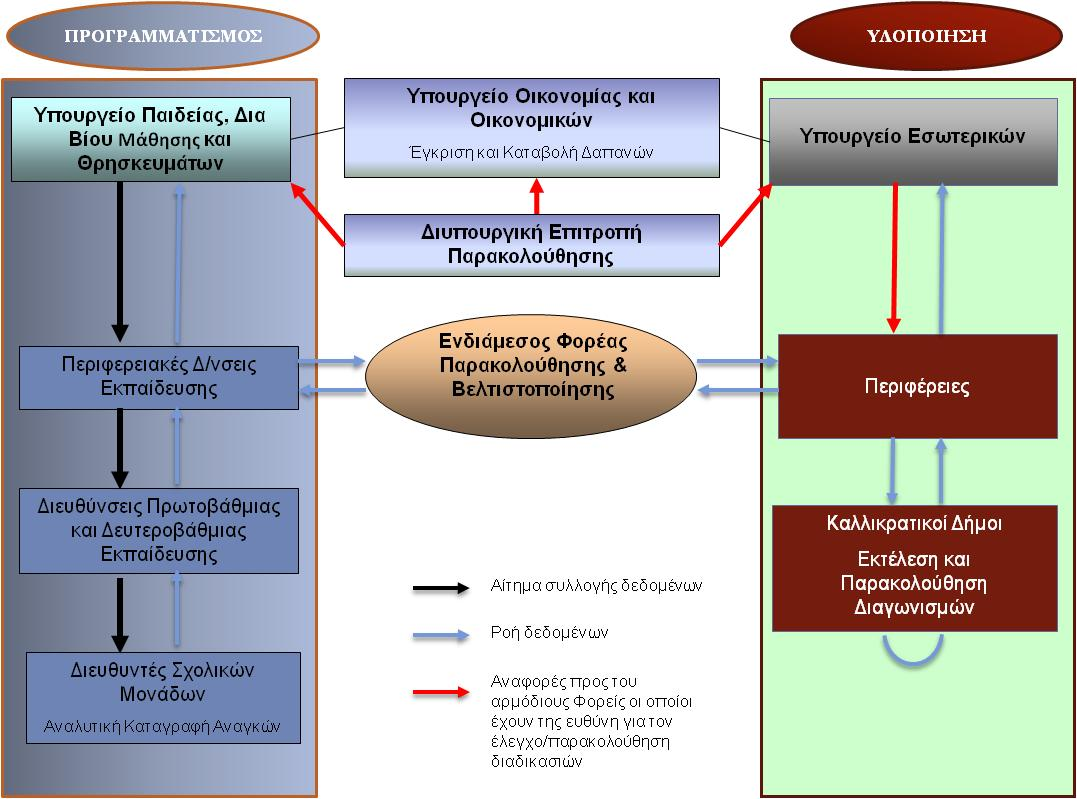 ΠΡΟΓΡΑΜΜΑΤΙΣΜΟΣ
ΥΛΟΠΟΙΗΣΗ
Υπουργείο Παιδείας, Δια
Βίου Μάθησης και
Θρησκευμάτων
Υπουργείο Οικονομίας και
Οικονομικών
Έγκριση και Καταβολή Δαπανών
Υπουργείο Εσωτερικών
Διυπουργική Επιτροπή
Παρακολούθησης
Ενδιάμεσος Φορέας
Παρακολούθησης &
Βελτιστοποίησης
Περιφερειακές Δ/νσεις
Εκπαίδευσης
Περιφέρειες
Διευθύνσεις Πρωτοβάθμιας
και Δευτεροβάθμιας
Εκπαίδευσης
Καλλικρατικοί Δήμοι
Εκτέλεση και
Παρακολούθηση
Διαγωνισμών
Διευθυντές Σχολικών
Μονάδων
Αναλυτική Καταγραφή Αναγκών
Αίτημα συλλογής δεδομένων
Ροή δεδομένων
Αναφορές προς του
αρμόδιους Φορείς οι οποίοι
έχουν της ευθύνη για τον
έλεγχο/παρακολούθηση
διαδικασιών